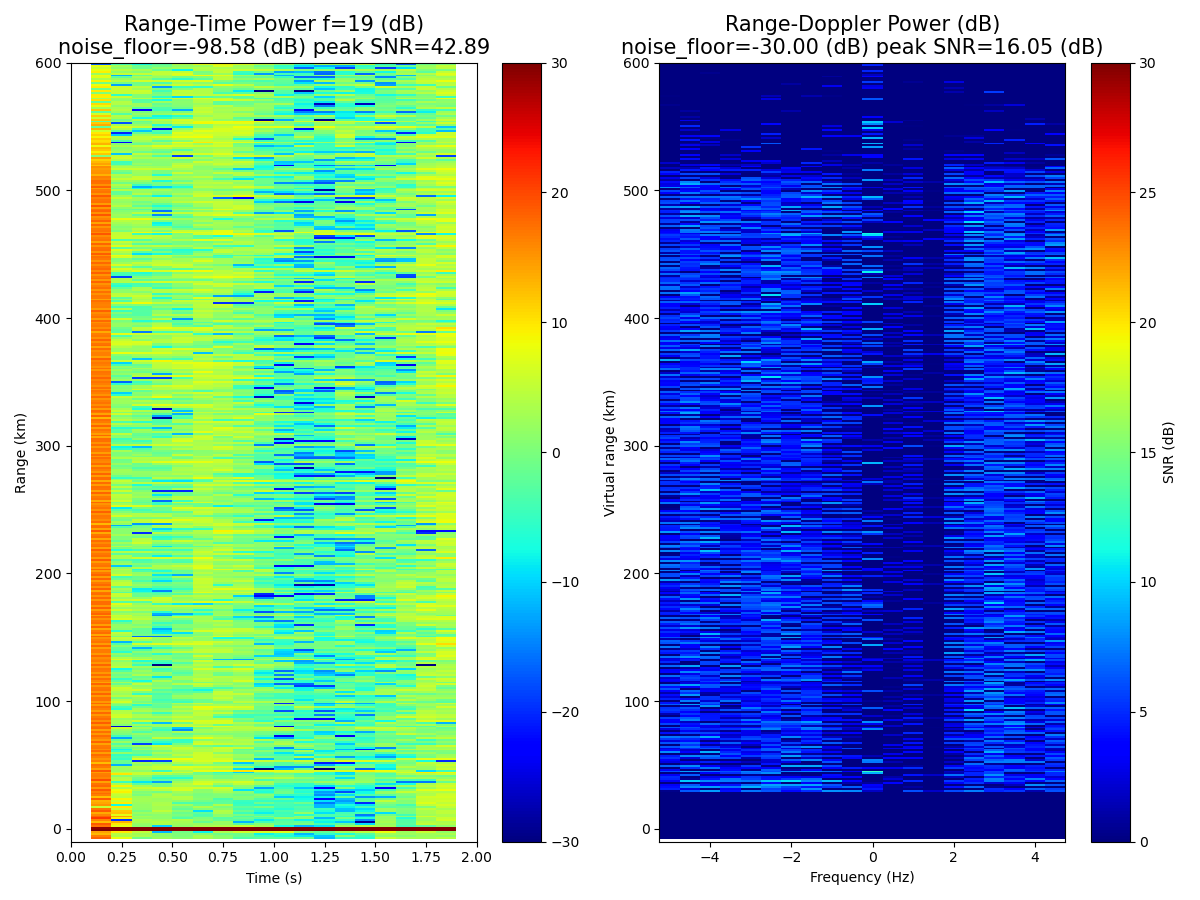 Range-Time Power f=19 (dB)
noise_floor=-98.58 (dB) peak SNR=42.89
600
500
400
300
200
100
0
Range (km)
0.00 0.25 0.50 0.75 1.00 1.25 1.50 1.75 2.00
Time (s)
30
20
10
0
−10
−20
−30
Range-Doppler Power (dB)
noise_floor=-30.00 (dB) peak SNR=16.05 (dB)
600
500
400
300
200
100
0
Virtual range (km)
−4 −2 0 2 4
Frequency (Hz)
30
25
20
15
10
5
0
SNR (dB)